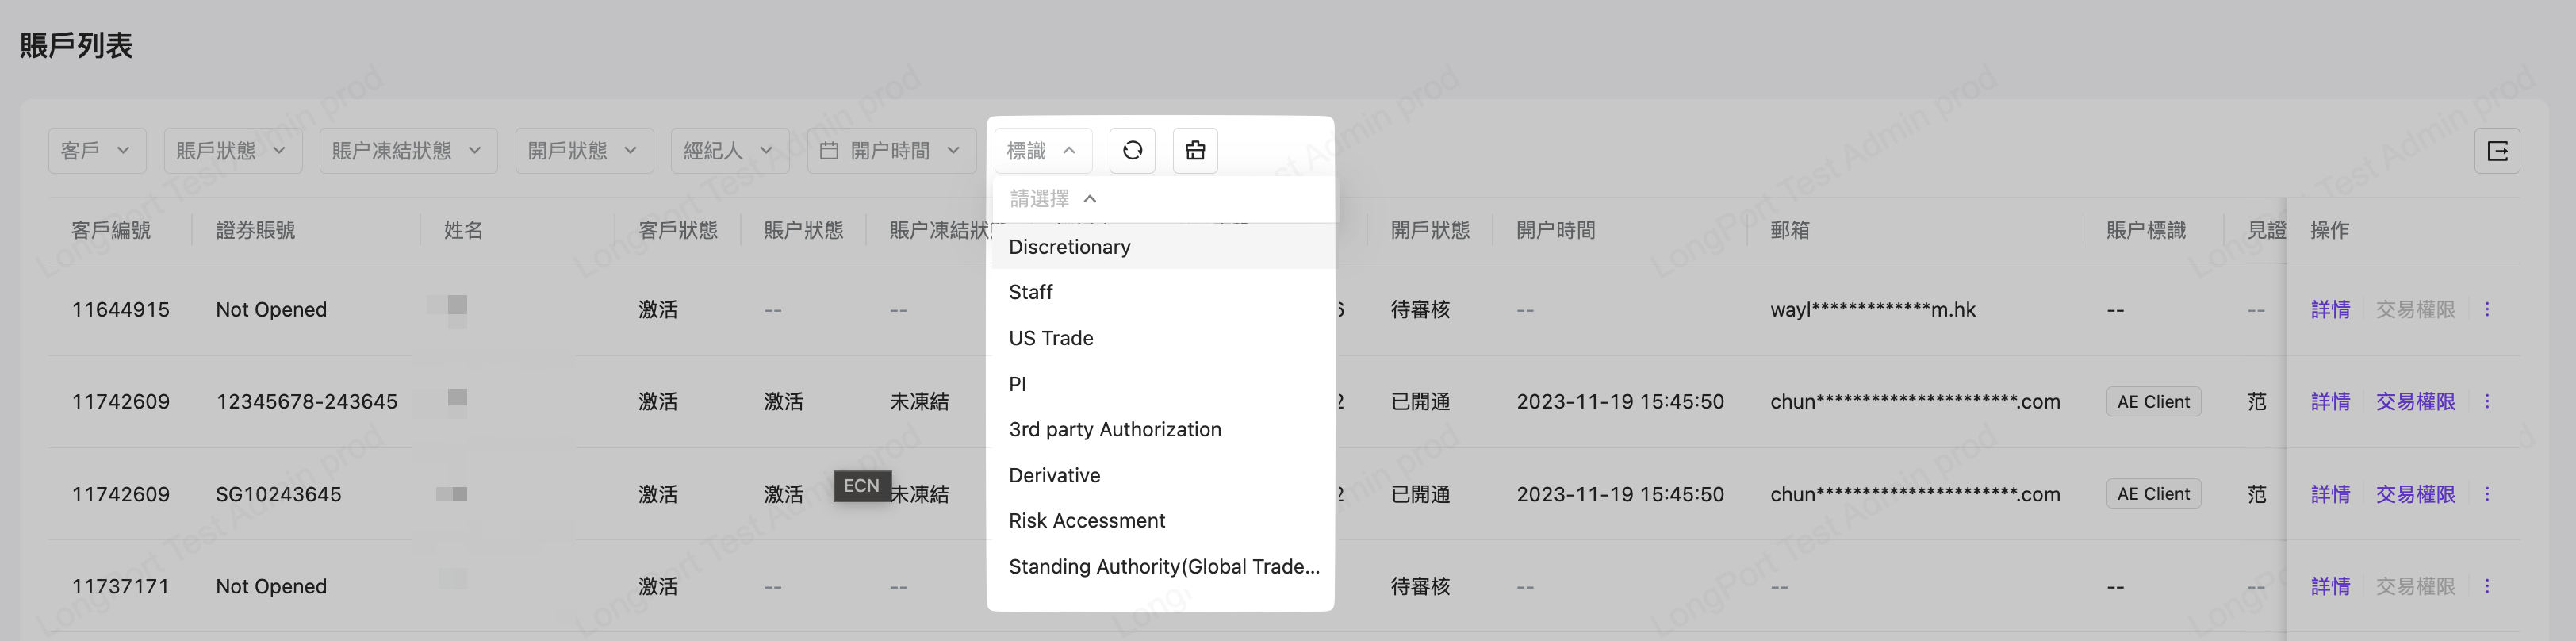 賬戶列表
客戶 賬戶狀態 賬户凍結狀態 開戶狀態 經紀人 開户時間 標識
請選擇
客戶編號 證券賬號 姓名 客戶狀態 賬户狀態 賬户凍結狀 開戶狀態 開户時間 郵箱 賬户標識 見證 操作
Discretionary
Staff
11644915 Not Opened 激活 -- -- 6 待審核 -- wayl*************m.hk -- -- 詳情 交易權限
US Trade
PI
11742609 12345678-243645 激活 激活 未凍結 2 已開通 2023-11-19 15:45:50 chun**********************.com AE Client 范 詳情 交易權限
3rd party Authorization
Derivative
11742609 SG10243645 激活 激活 ECN 未凍結 2 已開通 2023-11-19 15:45:50 chun**********************.com AE Client 范 詳情 交易權限
Risk Accessment
Standing Authority(Global Trade...
11737171 Not Opened 激活 -- -- 待審核 -- -- -- -- 詳情 交易權限
LongPort Test Admin prod